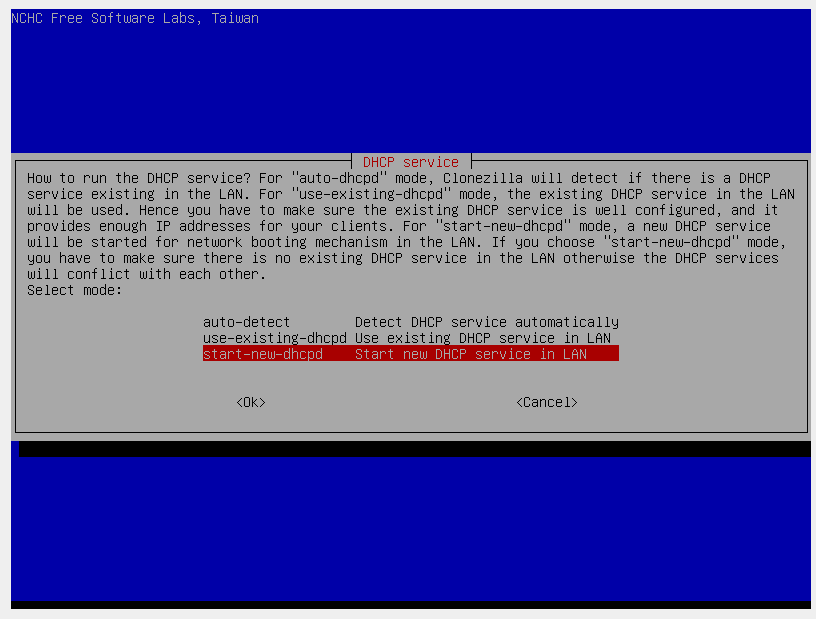 NCHC Free Software Labs, Taiwan
DHCP service
How to run the DHCP service? For "auto-dhcpd" mode, Clonezilla will detect if there is a DHCP
service existing in the LAN. For "use-existing-dhcpd" mode, the existing DHCP service in the LAN
will be used. Hence you have to make sure the existing DHCP service is well configured, and it
provides enough IP addresses for your clients. For "start-new-dhcpd" mode, a new DHCP service
will be started for network booting mechanism in the LAN. If you choose "start-new-dhcpd" mode,
you have to make sure there is no existing DHCP service in the LAN otherwise the DHCP services
will conflict with each other.
Select mode:
auto-detect Detect DHCP service automatically
use-existing-dhcpd Use existing DHCP service in LAN
start-new-dhcpd Start new DHCP service in LAN
<Ok> <Cancel>